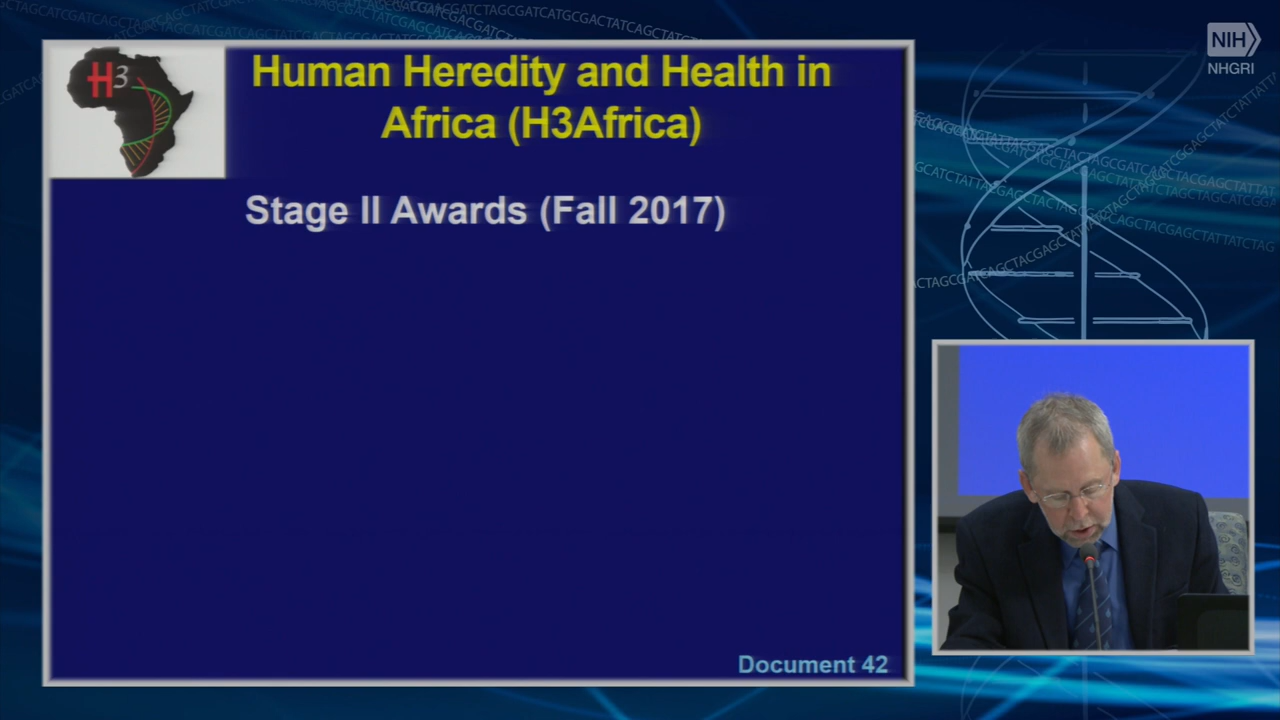 NIH
NHGRI
H3
Human Heredity and Health in
Africa (H3Africa)
Stage II Awards (Fall 2017)
Document 42